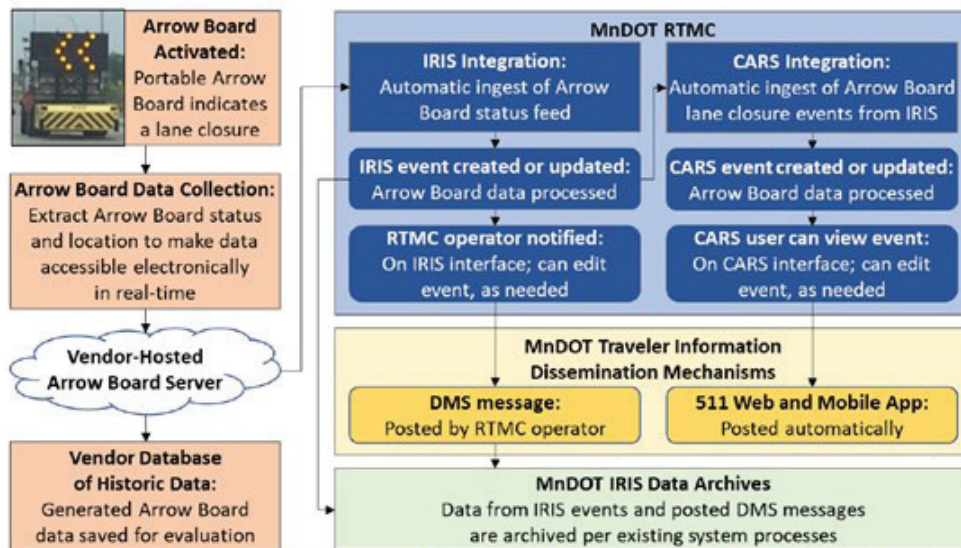 Arrow Board
Activated:
Portable Arrow
Board indicates
a lane closure
Arrow Board Data Collection:
Extract Arrow Board status
and location to make data
accessible electronically
in real-time
Vendor-Hosted
Arrow Board Server
Vendor Database
of Historic Data:
Generated Arrow Board
data saved for evaluation
MnDOT RTMC
IRIS Integration:
Automatic ingest of Arrow
Board status feed
IRIS event created or updated:
Arrow Board data processed
RTMC operator notified:
On IRIS interface; can edit
event, as needed
CARS Integration:
Automatic ingest of Arrow Board
lane closure events from IRIS
CARS event created or updated:
Arrow Board data processed
CARS user can view event:
On CARS interface; can edit
event, as needed
MnDOT Traveler Information
Dissemination Mechanisms
DMS message:
Posted by RTMC operator
511 Web and Mobile App:
Posted automatically
MnDOT IRIS Data Archives
Data from IRIS events and posted DMS messages
are archived per existing system processes